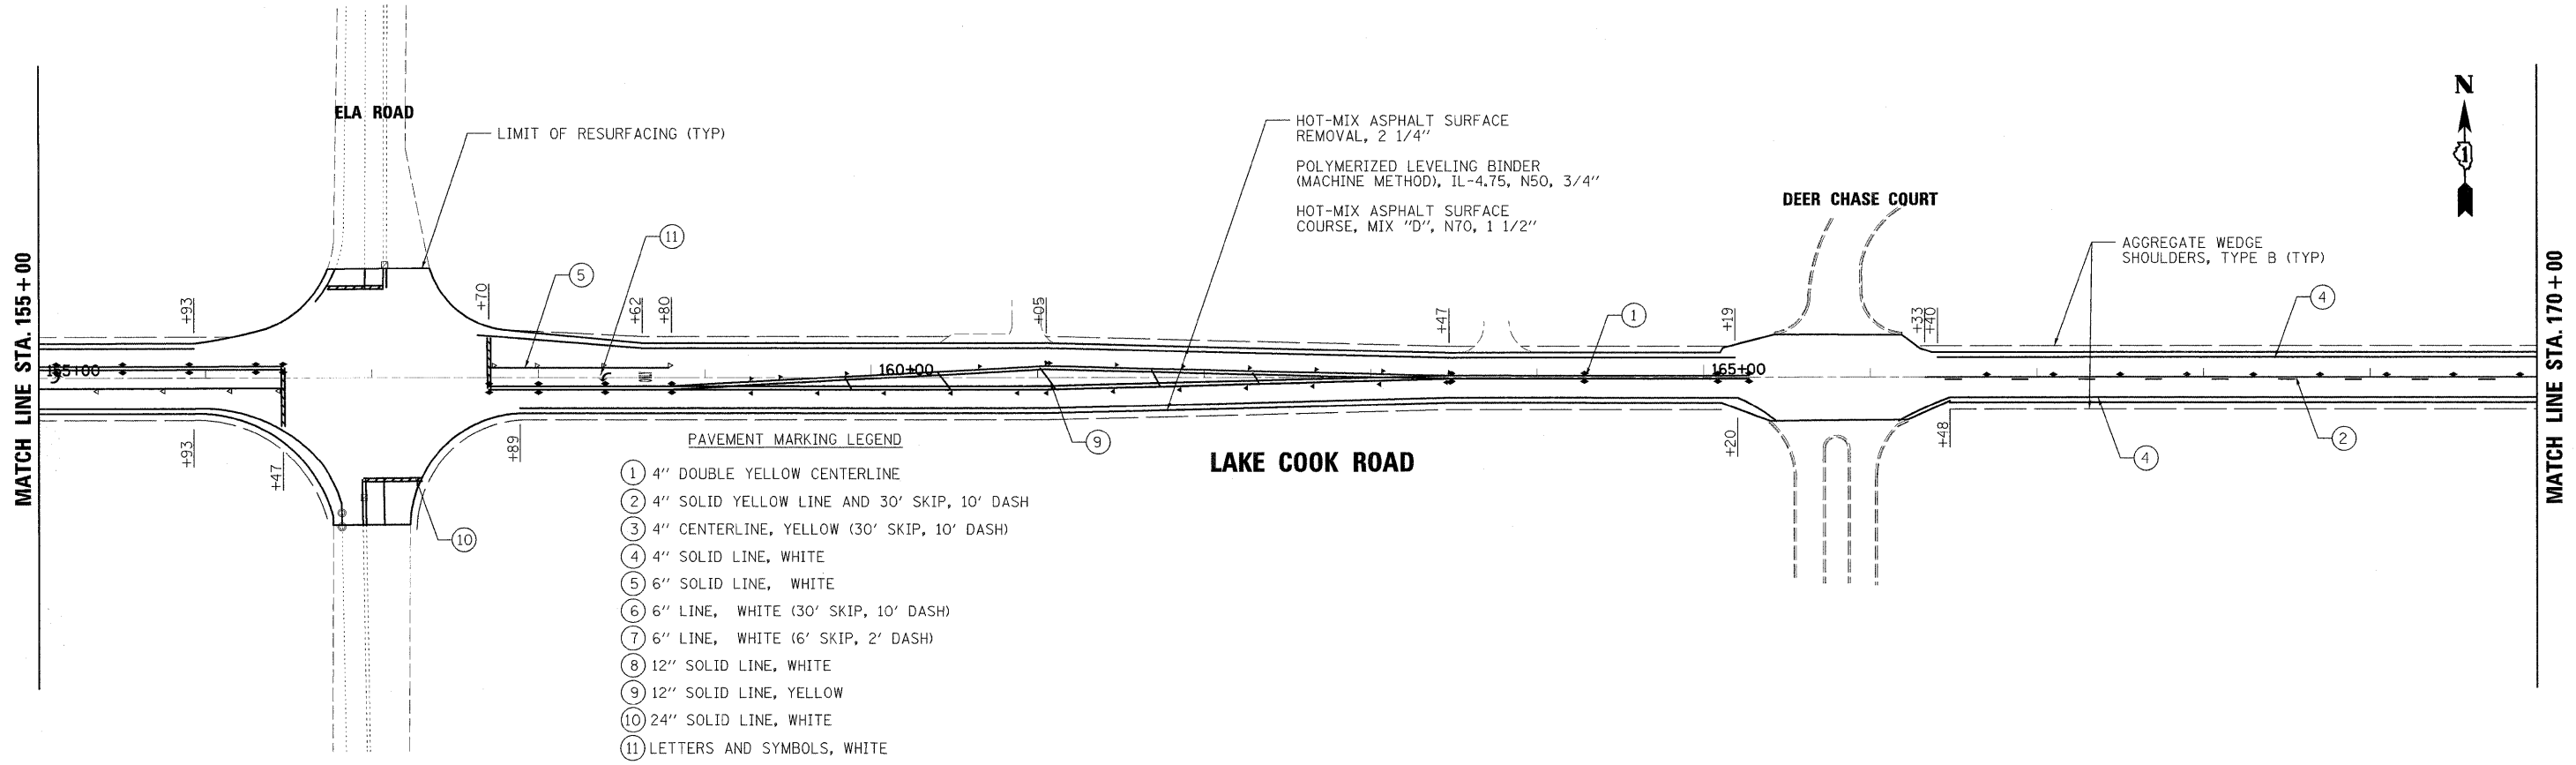 MATCH LINE STA. 155+00
ELA ROAD
LIMIT OF RESURFACING (TYP)
11
5
+93
+70
+62
+80
+05
+47
1
+19
+33
+40
HOT-MIX ASPHALT SURFACE
REMOVAL, 2 1/4"
POLYMERIZED LEVELING BINDER
(MACHINE METHOD), IL-4.75, N50, 3/4"
HOT-MIX ASPHALT SURFACE
COURSE, MIX "D", N70, 1 1/2"
DEER CHASE COURT
N
1
AGGREGATE WEDGE
SHOULDERS, TYPE B (TYP)
4
155+00
160+00
165+00
+93
+47
+89
10
9
LAKE COOK ROAD
+20
+48
4
2
MATCH LINE STA. 170+00
PAVEMENT MARKING LEGEND
1 4" DOUBLE YELLOW CENTERLINE
2 4" SOLID YELLOW LINE AND 30' SKIP, 10' DASH
3 4" CENTERLINE, YELLOW (30' SKIP, 10' DASH)
4 4" SOLID LINE, WHITE
5 6" SOLID LINE, WHITE
6 6" LINE, WHITE (30' SKIP, 10' DASH)
7 6" LINE, WHITE (6' SKIP, 2' DASH)
8 12" SOLID LINE, WHITE
9 12" SOLID LINE, YELLOW
10 24" SOLID LINE, WHITE
11 LETTERS AND SYMBOLS, WHITE